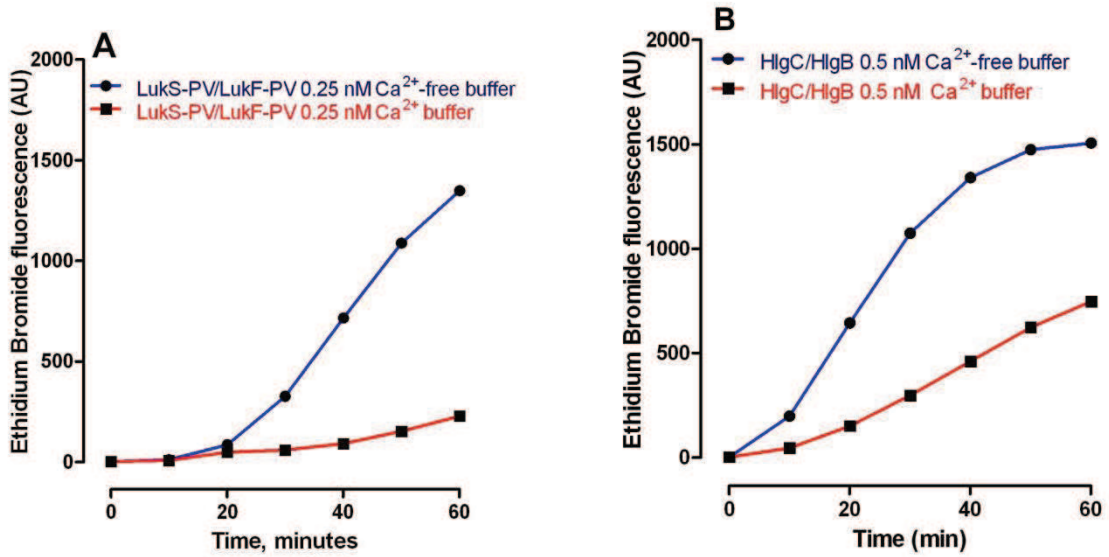 A
2000
LukS-PV/LukF-PV 0.25 nM Ca2+-free buffer
LukS-PV/LukF-PV 0.25 nM Ca2+ buffer
1500
1000
500
0
Ethidium Bromide fluorescence (AU)
0 20 40 60
Time, minutes
B
2000
HlgC/HlgB 0.5 nM Ca2+-free buffer
HlgC/HlgB 0.5 nM Ca2+ buffer
1500
1000
500
0
Ethidium Bromide fluorescence (AU)
0 20 40 60
Time (min)